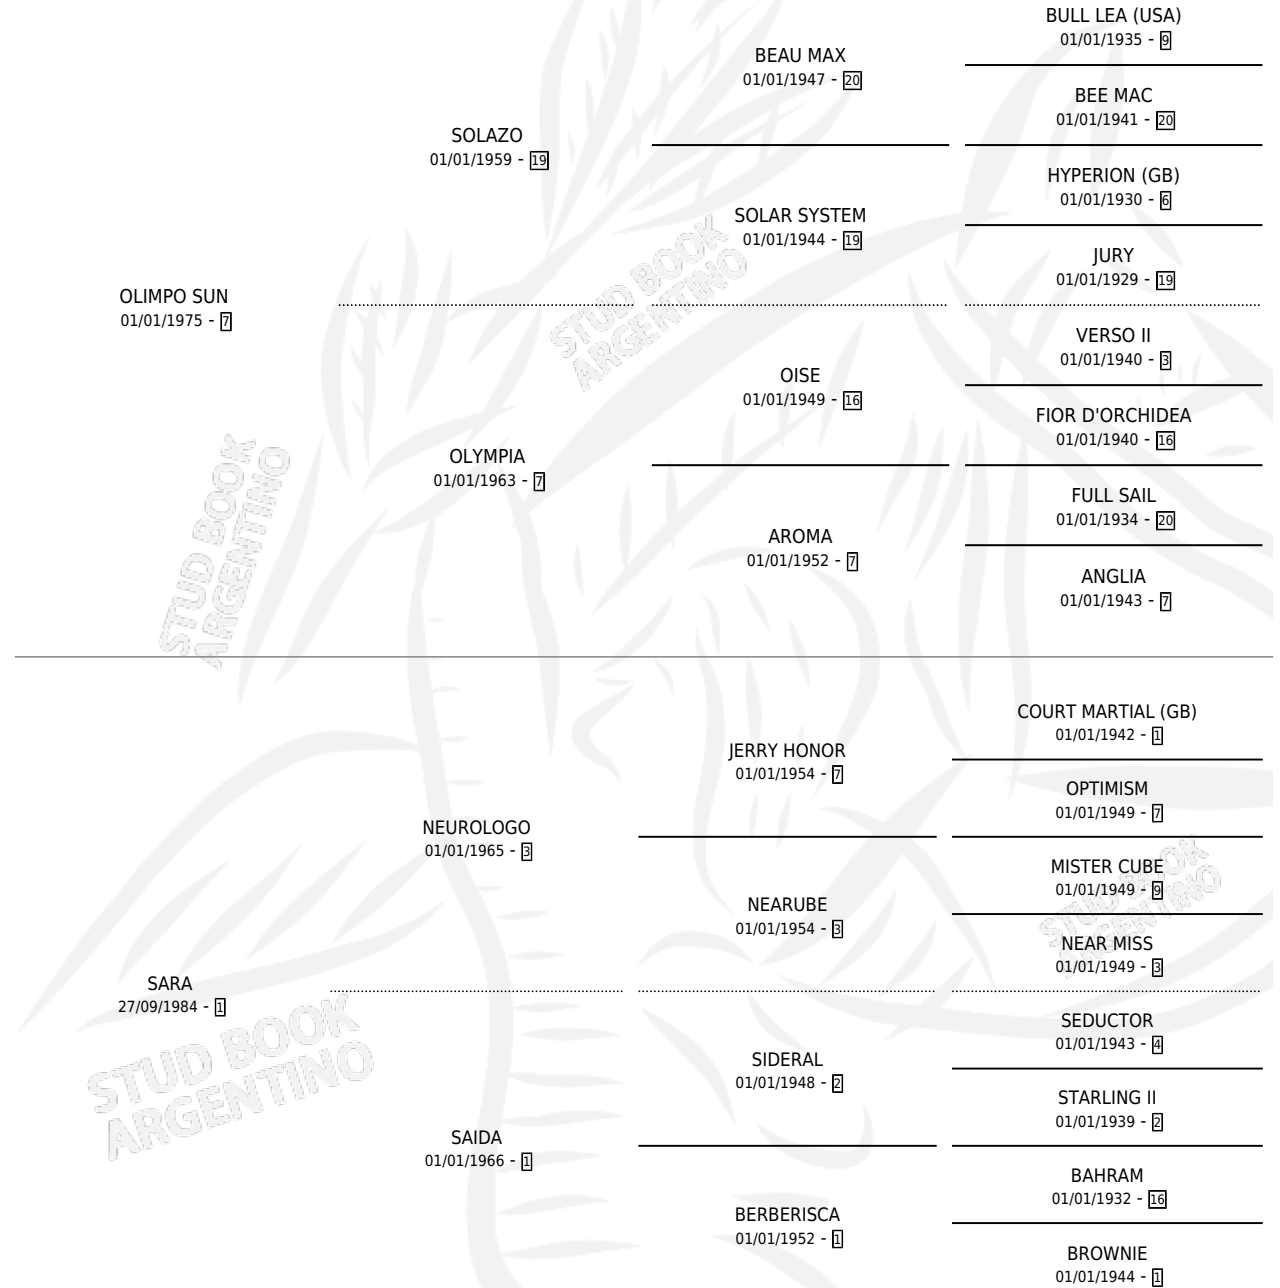 BULL LEA (USA)
01/01/1935 - 9
BEAU MAX
01/01/1947 - 20
BEE MAC
01/01/1941 - 20
SOLAZO
01/01/1959 - 19
HYPERION (GB)
01/01/1930 - 6
SOLAR SYSTEM
01/01/1944 - 19
JURY
01/01/1929 - 19
OLIMPO SUN
01/01/1975 - 7
VERSO II
01/01/1940 - 3
OISE
01/01/1949 - 16
FIOR D'ORCHIDEA
01/01/1940 - 16
OLYMPIA
01/01/1963 - 7
FULL SAIL
01/01/1934 - 20
AROMA
01/01/1952 - 7
ANGLIA
01/01/1943 - 7
COURT MARTIAL (GB)
01/01/1942 - 1
JERRY HONOR
01/01/1954 - 7
OPTIMISM
01/01/1949 - 7
NEUROLOGO
01/01/1965 - 3
MISTER CUBE
01/01/1949 - 9
NEARUBE
01/01/1954 - 3
NEAR MISS
01/01/1949 - 3
SARA
27/09/1984 - 1
SEDUCTOR
01/01/1943 - 4
SIDERAL
01/01/1948 - 2
STARLING II
01/01/1939 - 2
SAIDA
01/01/1966 - 1
BAHRAM
01/01/1932 - 16
BERBERISCA
01/01/1952 - 1
BROWNIE
01/01/1944 - 1
STUD BOOK
ARGENTINO
STUD BOOK
ARGENTINO
STUD BOOK
ARGENTINO
STUD BOOK
ARGENTINO